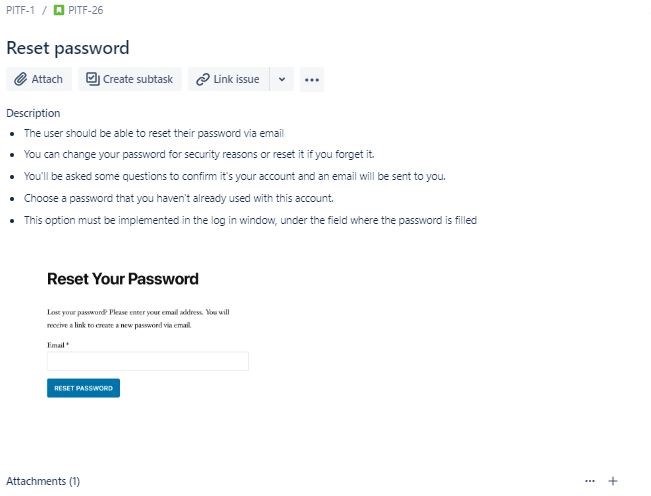 PITF-1 / PITF-26
Reset password
Attach Create subtask Link issue
Description
• The user should be able to reset their password via email
• You can change your password for security reasons or reset it if you forget it.
• You'll be asked some questions to confirm it's your account and an email will be sent to you.
• Choose a password that you haven't already used with this account.
• This option must be implemented in the log in window, under the field where the password is filled
Reset Your Password
Lost your password? Please enter your email address. You will
receive a link to create a new password via email.
Email *
RESET PASSWORD
Attachments (1)